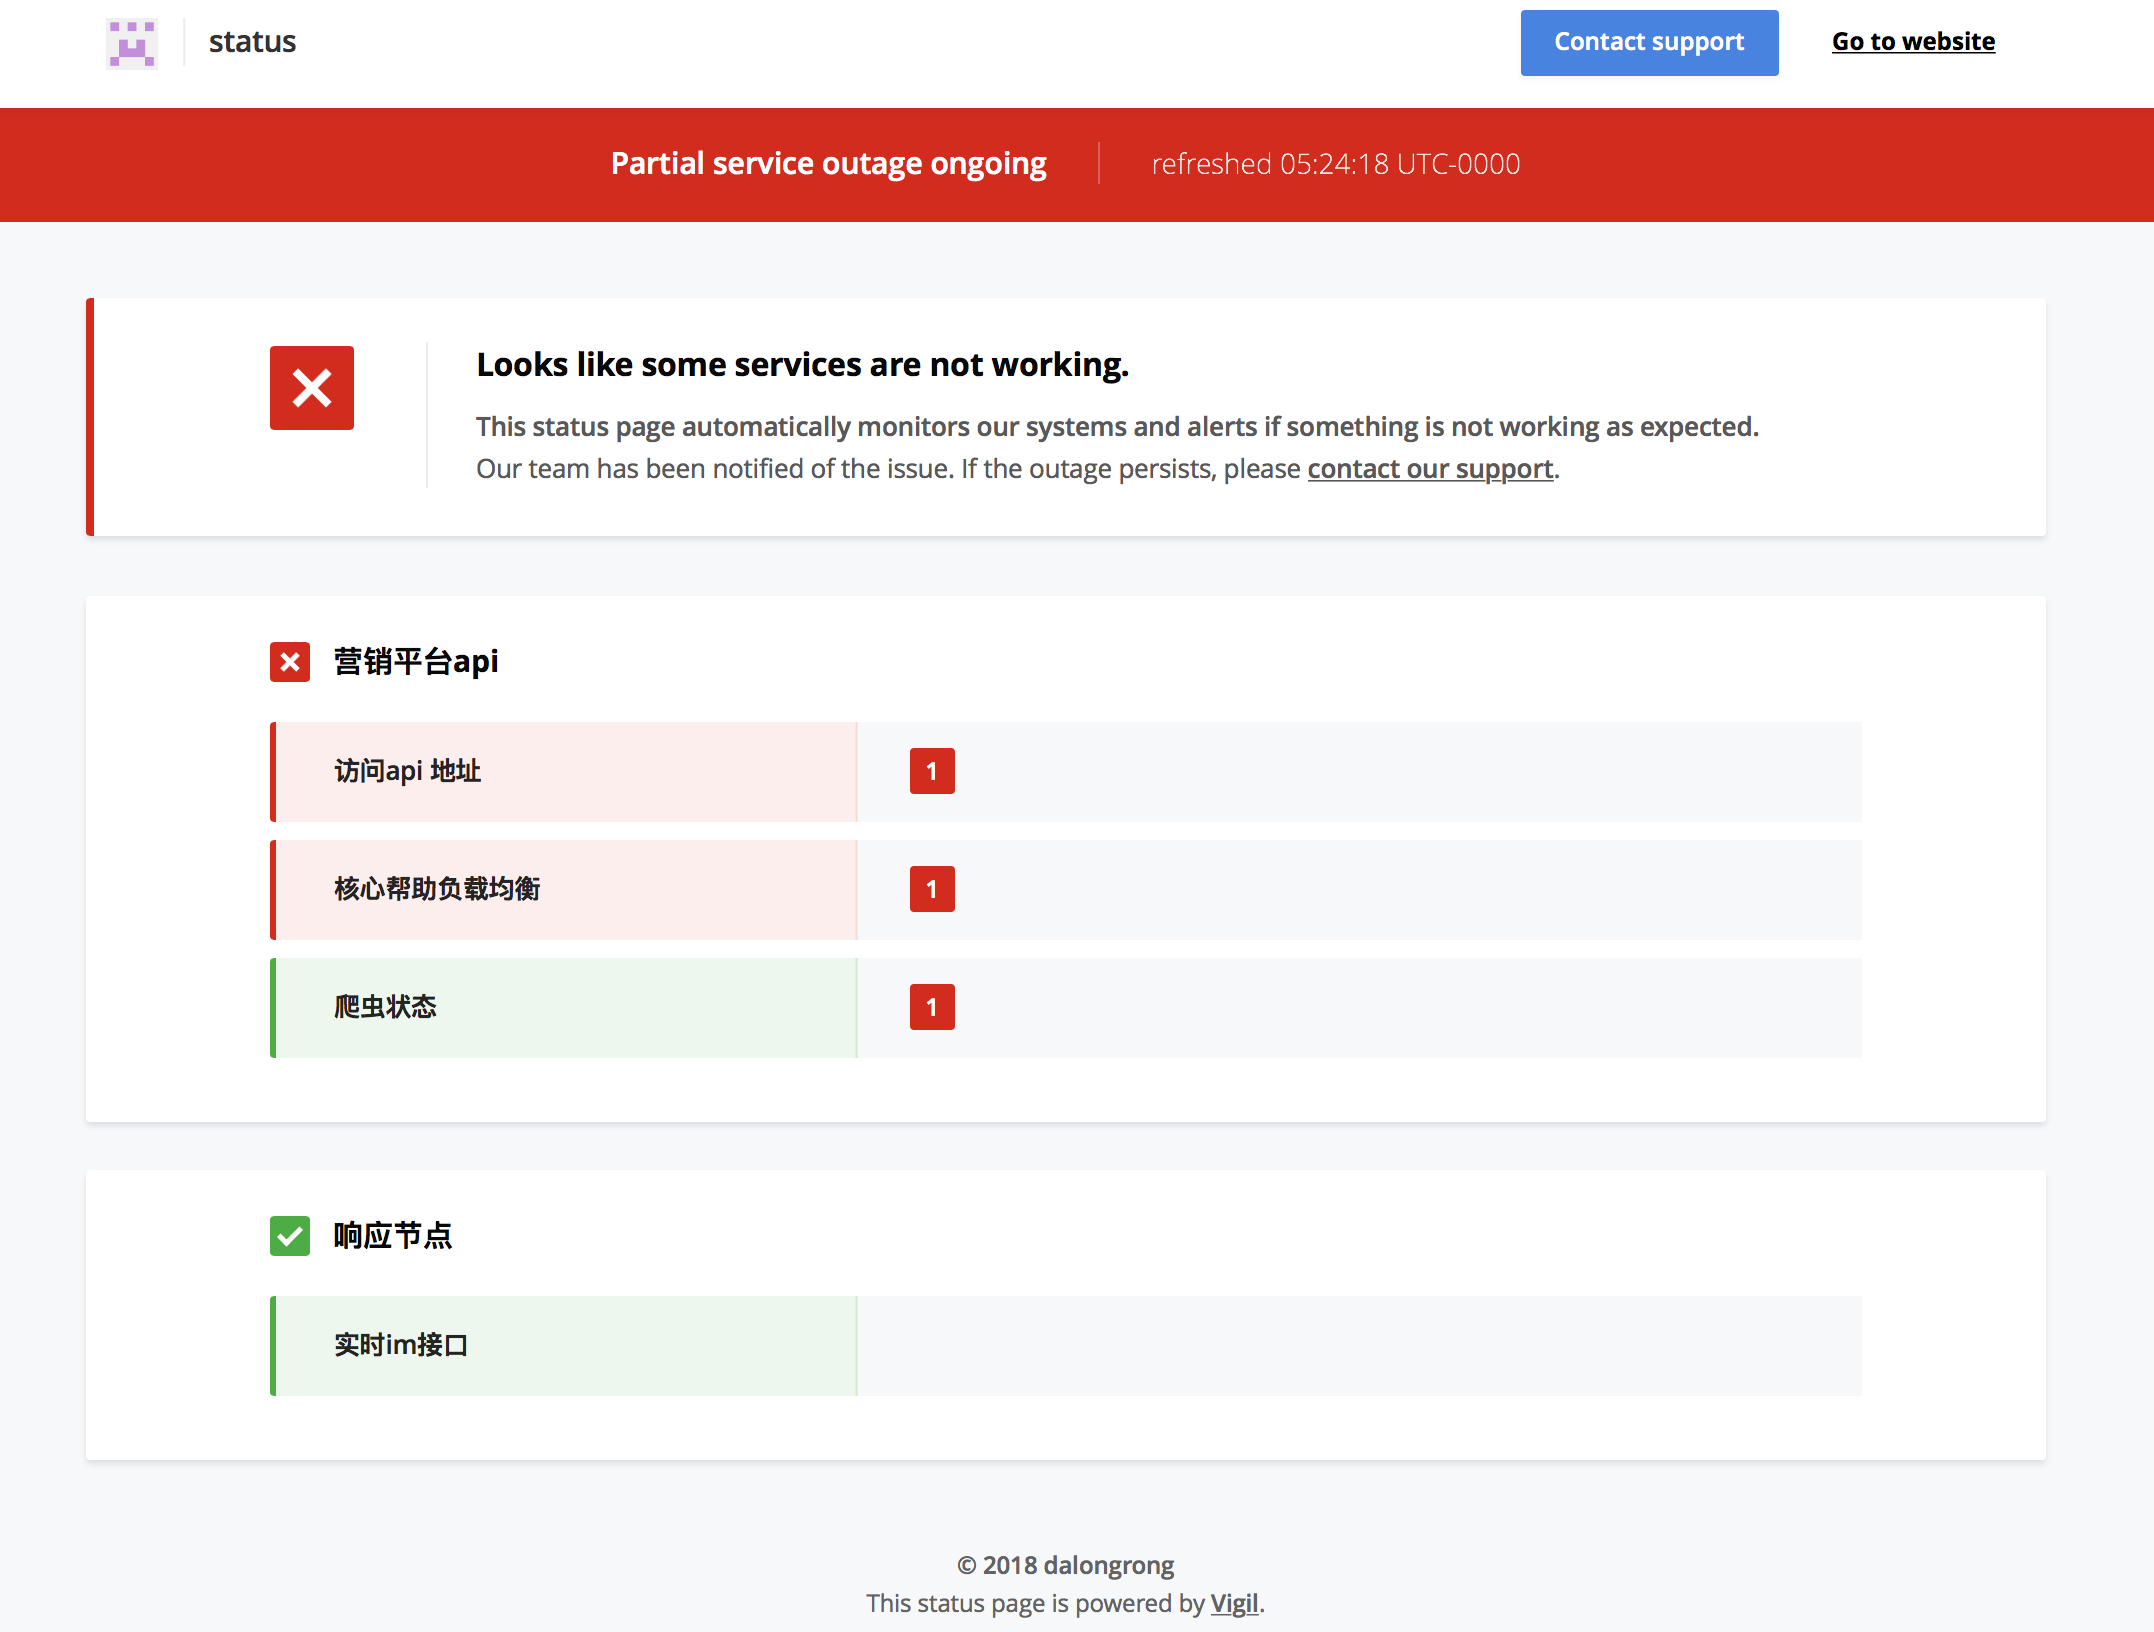 status
Contact support
Go to website
Partial service outage ongoing
refreshed 05:24:18 UTC-0000
Looks like some services are not working.
This status page automatically monitors our systems and alerts if something is not working as expected.
Our team has been notified of the issue. If the outage persists, please contact our support.
营销平台api
访问api 地址
1
核心帮助负载均衡
1
爬虫状态
1
响应节点
实时im接口
© 2018 dalongrong
This status page is powered by Vigil.